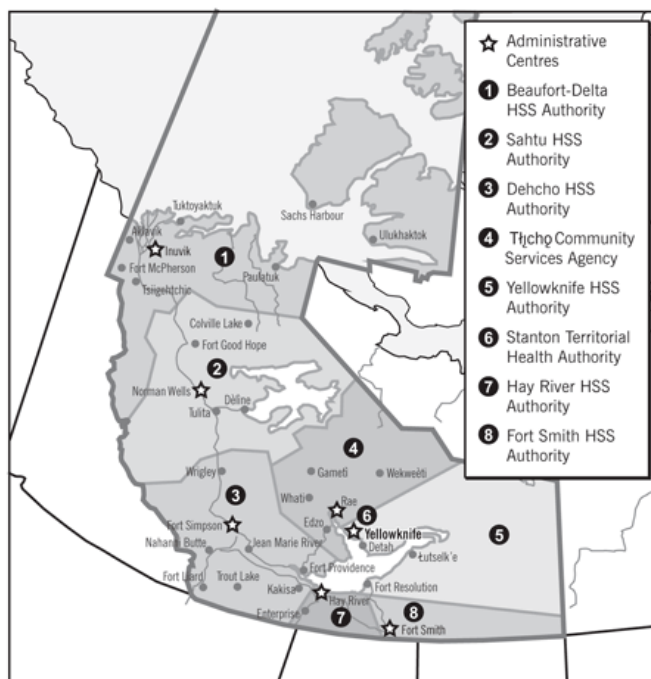 Administrative
Centres
1 Beaufort-Delta
HSS Authority
2 Sahtu HSS
Authority
3 Dehcho HSS
Authority
4 Tłı̨chǫ Community
Services Agency
5 Yellowknife HSS
Authority
6 Stanton Territorial
Health Authority
7 Hay River HSS
Authority
8 Fort Smith HSS
Authority
Sachs Harbour
Tuktoyaktuk
Ulukhaktok
Aklavik
Inuvik
1
Fort McPherson
Paulatuk
Tsiigehtchic
Colville Lake
Fort Good Hope
2
Norman Wells
Déline
Tulita
4
Wrigley
Gametì
Wekweètì
3
Whatì
Rae
6
Fort Simpson
Edzo
Yellowknife
5
Nahanni Butte
Jean Marie River
Detah
Łutselk'e
Fort Providence
Fort Liard
Trout Lake
Kakisa
Fort Resolution
Hay River
Enterprise
7
8
Fort Smith